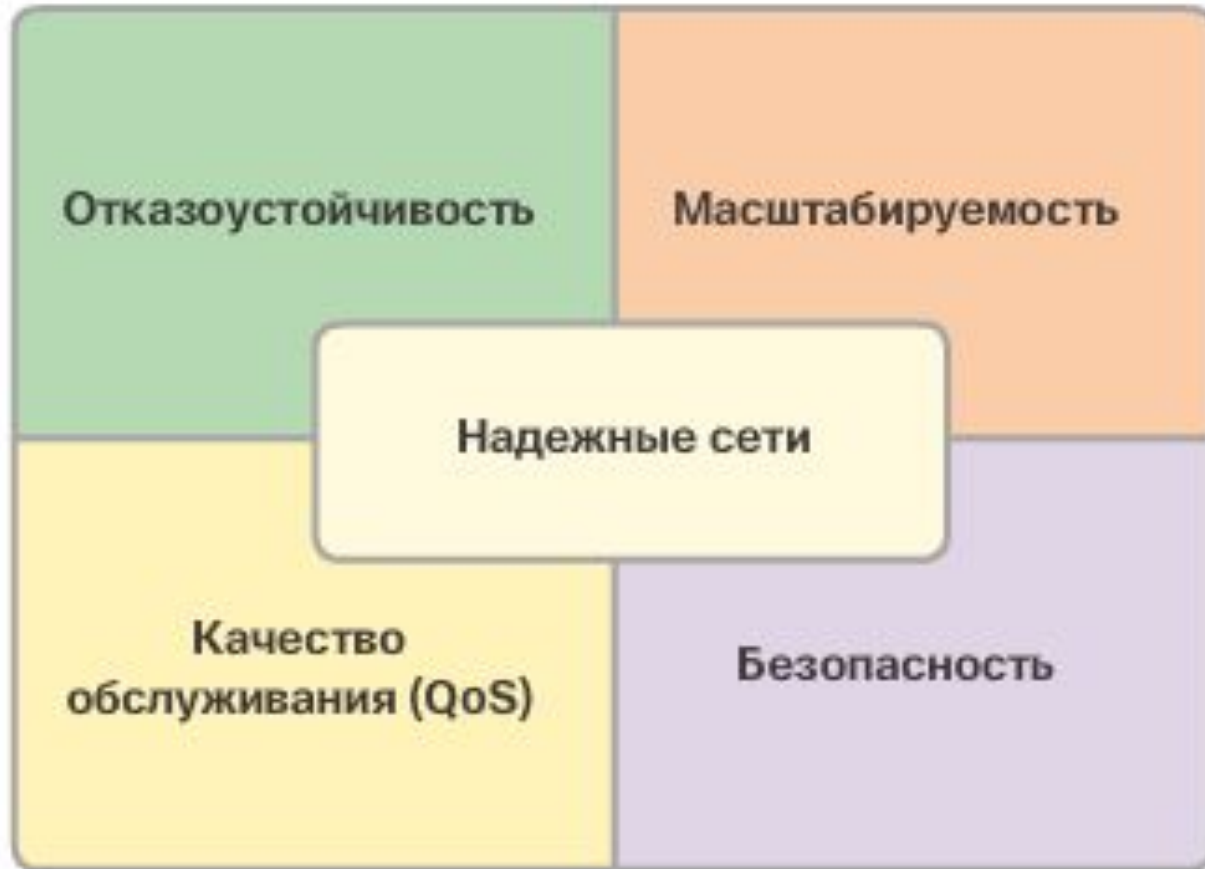 Отказоустойчивость
Масштабируемость
Надежные сети
Качество
обслуживания (QoS)
Безопасность